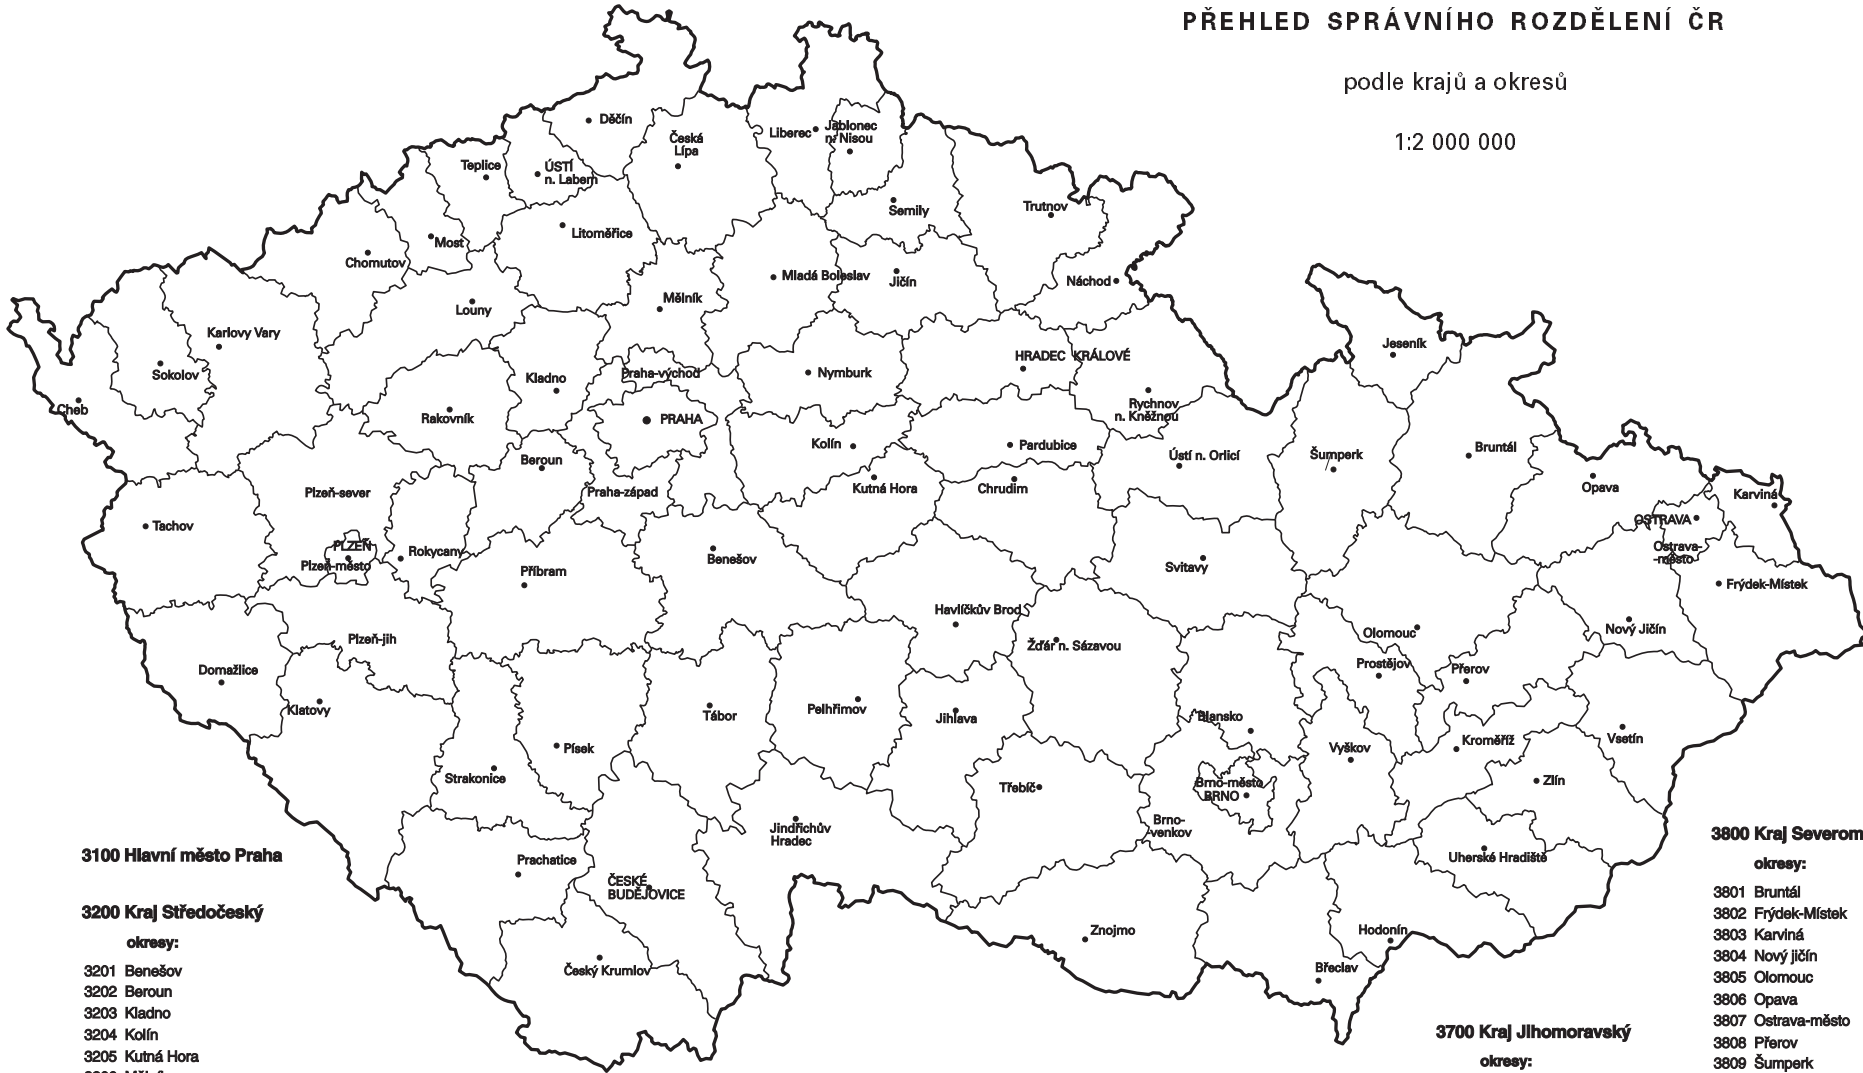 PŘEHLED SPRÁVNÍHO ROZDĚLENÍ ČR
podle krajů a okresů
1:2 000 000
Děčín
Liberec
Jablonec
n. Nisou
Česká
Lípa
Teplice
ÚSTÍ
n. Labem
Semily
Trutnov
Litoměřice
Most
Chomutov
Mladá Boleslav
Jičín
Náchod
Mělník
Louny
Karlovy Vary
Jeseník
HRADEC KRÁLOVÉ
Sokolov
Kladno
Praha-východ
Nymburk
Cheb
Rakovník
PRAHA
Rychnov
n. Kněžnou
Kolín
Pardubice
Ústí n. Orlicí
Šumperk
Bruntál
Beroun
Plzeň-sever
Praha-západ
Kutná Hora
Chrudim
Opava
Karviná
Tachov
OSTRAVA
PLZEŇ
Plzeň-město
Rokycany
Benešov
Ostrava-
-město
Příbram
Svitavy
Frýdek-Místek
Havlíčkův Brod
Plzeň-jih
Žďár n. Sázavou
Olomouc
Nový Jičín
Domažlice
Prostějov
Přerov
Klatovy
Tábor
Pelhřimov
Jihlava
Blansko
Písek
Vyškov
Kroměříž
Vsetín
Strakonice
Třebíč
Brno-město
BRNO
Zlín
Brno-
-venkov
Jindřichův
Hradec
Prachatice
Uherské Hradiště
ČESKÉ
BUDĚJOVICE
Znojmo
Hodonín
Český Krumlov
Břeclav
3100 Hlavní město Praha
3200 Kraj Středočeský
okresy:
3201 Benešov
3202 Beroun
3203 Kladno
3204 Kolín
3205 Kutná Hora
3700 Kraj Jihomoravský
okresy:
3800 Kraj Severom
okresy:
3801 Bruntál
3802 Frýdek-Místek
3803 Karviná
3804 Nový jičín
3805 Olomouc
3806 Opava
3807 Ostrava-město
3808 Přerov
3809 Šumperk